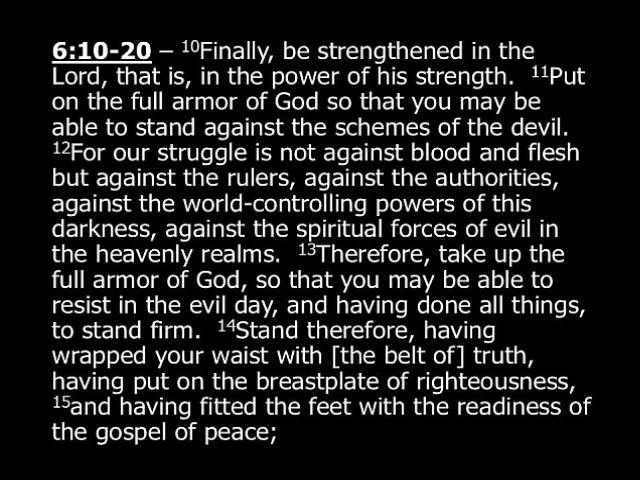 6:10-20 – ¹⁰Finally, be strengthened in the
Lord, that is, in the power of his strength. ¹¹Put
on the full armor of God so that you may be
able to stand against the schemes of the devil.
¹²For our struggle is not against blood and flesh
but against the rulers, against the authorities,
against the world-controlling powers of this
darkness, against the spiritual forces of evil in
the heavenly realms. ¹³Therefore, take up the
full armor of God, so that you may be able to
resist in the evil day, and having done all things,
to stand firm. ¹⁴Stand therefore, having
wrapped your waist with [the belt of] truth,
having put on the breastplate of righteousness,
¹⁵and having fitted the feet with the readiness of
the gospel of peace;